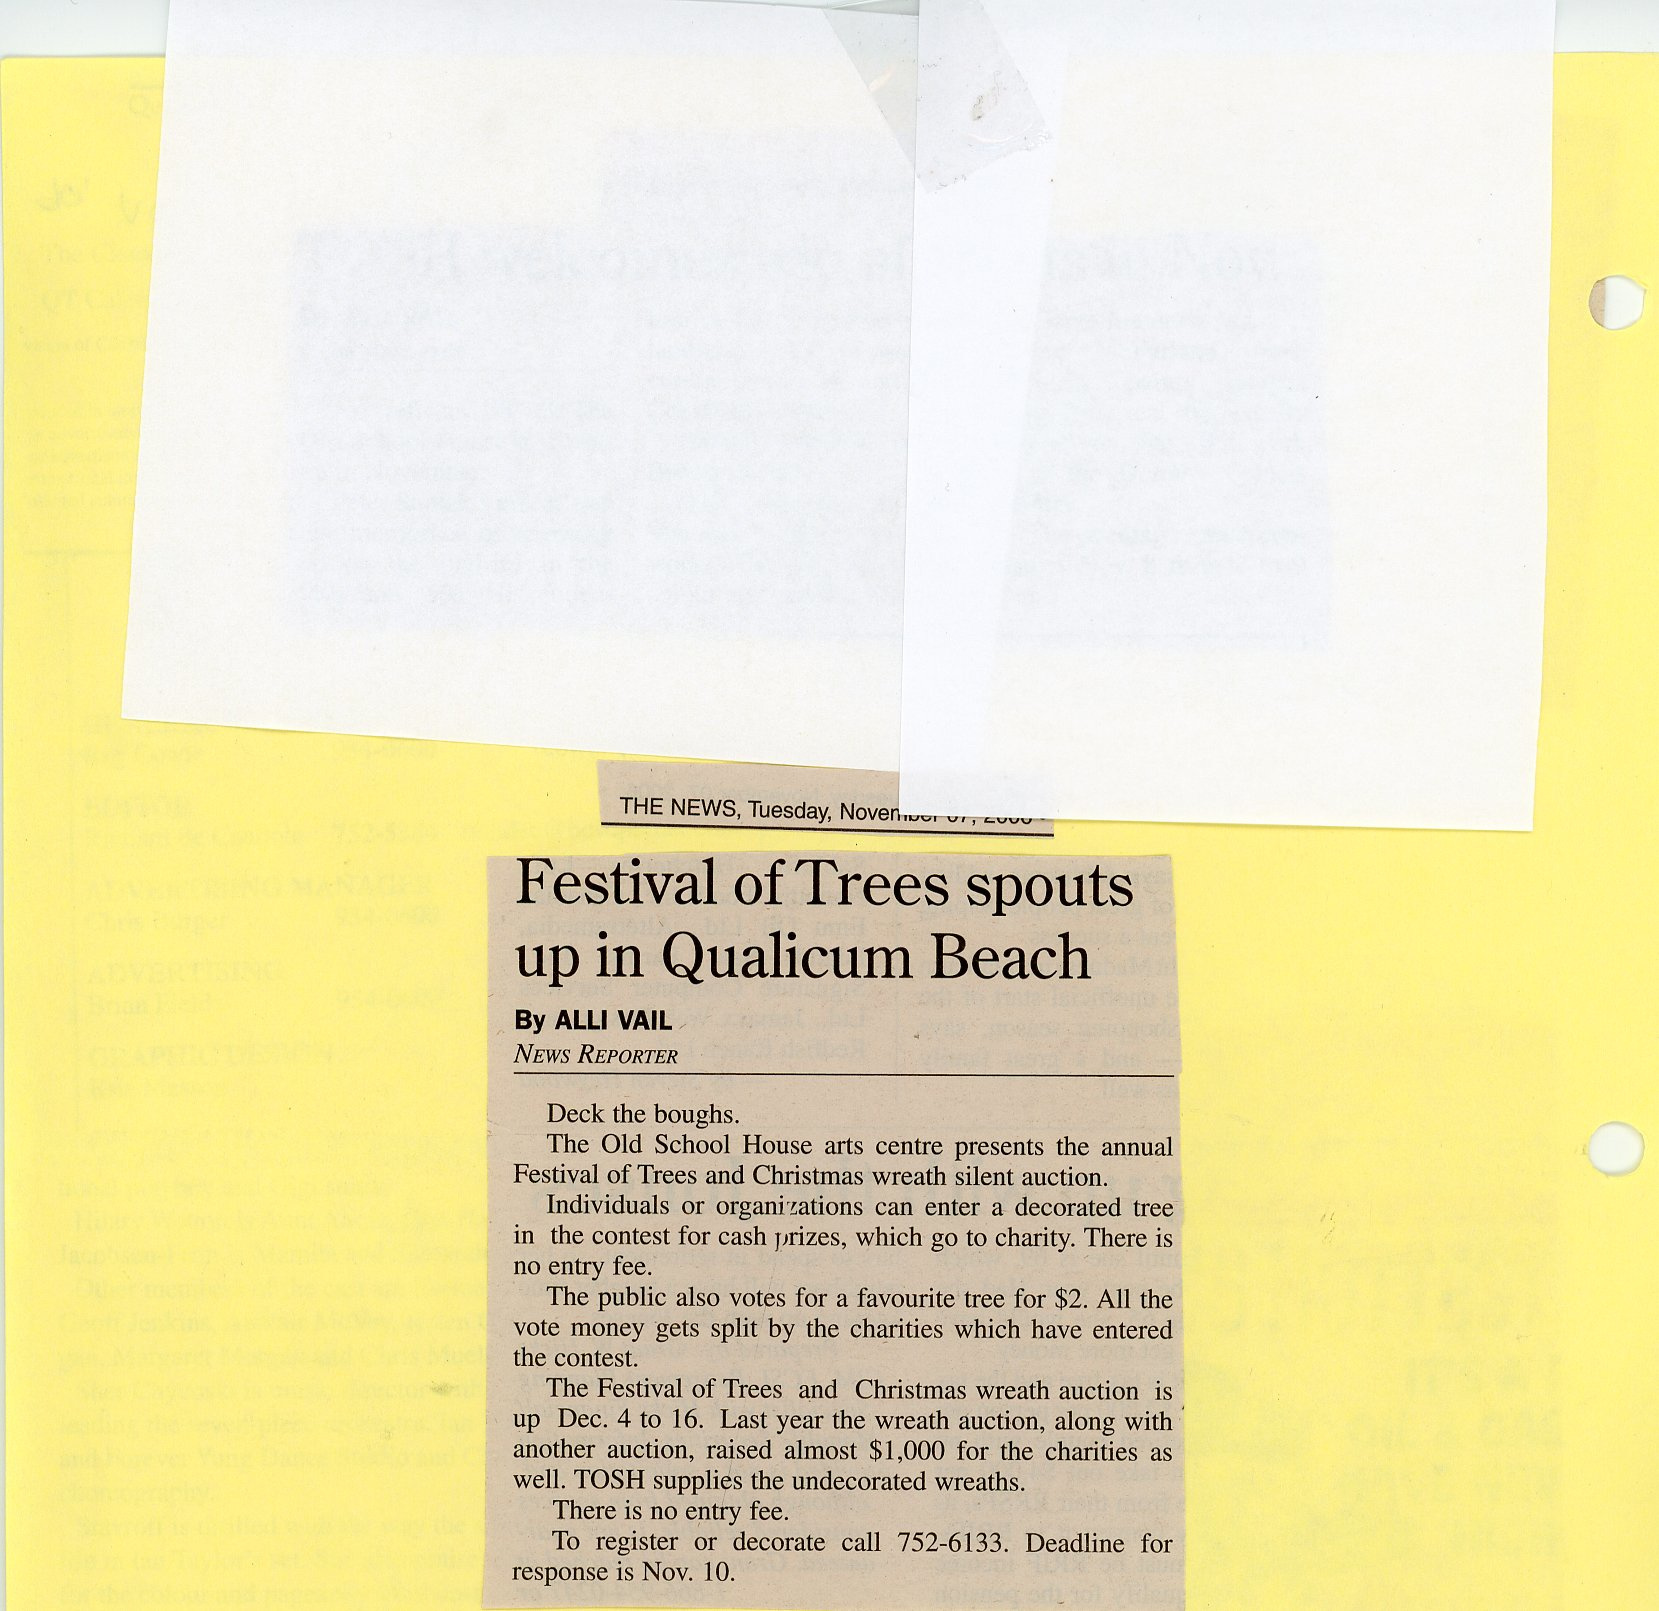 THE NEWS, Tuesday, November 07, 2006
Festival of Trees spouts
up in Qualicum Beach
By ALLI VAIL
NEWS REPORTER
Deck the boughs.
The Old School House arts centre presents the annual
Festival of Trees and Christmas wreath silent auction.
Individuals or organizations can enter a decorated tree
in the contest for cash prizes, which go to charity. There is
no entry fee.
The public also votes for a favourite tree for $2. All the
vote money gets split by the charities which have entered
the contest.
The Festival of Trees and Christmas wreath auction is
up Dec. 4 to 16. Last year the wreath auction, along with
another auction, raised almost $1,000 for the charities as
well. TOSH supplies the undecorated wreaths.
There is no entry fee.
To register or decorate call 752-6133. Deadline for
response is Nov. 10.